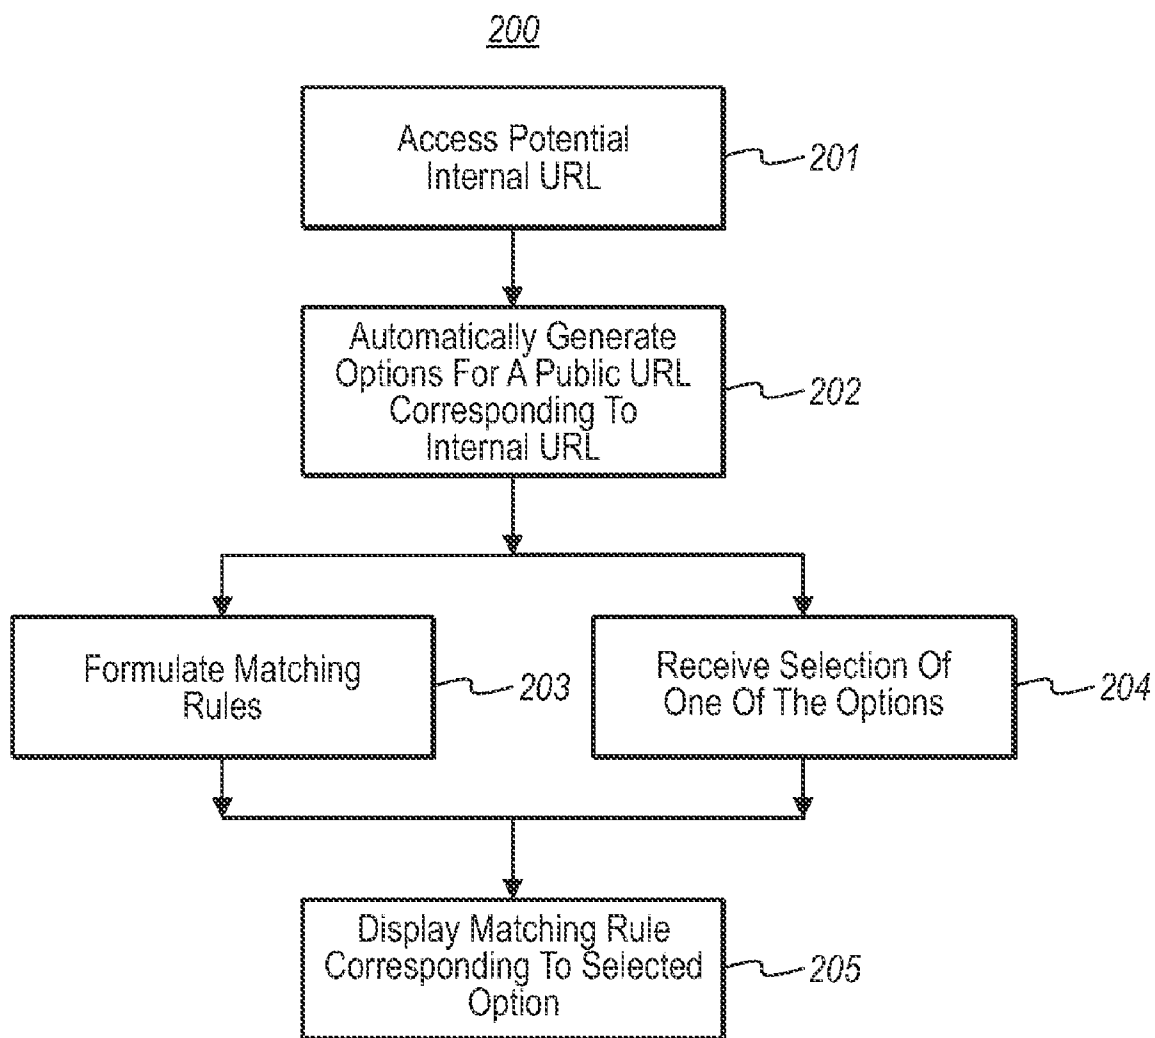 200
Access Potential
Internal URL
201
Automatically Generate
Options For A Public URL
Corresponding To
Internal URL
202
Formulate Matching
Rules
203
Receive Selection Of
One Of The Options
204
Display Matching Rule
Corresponding To Selected
Option
205